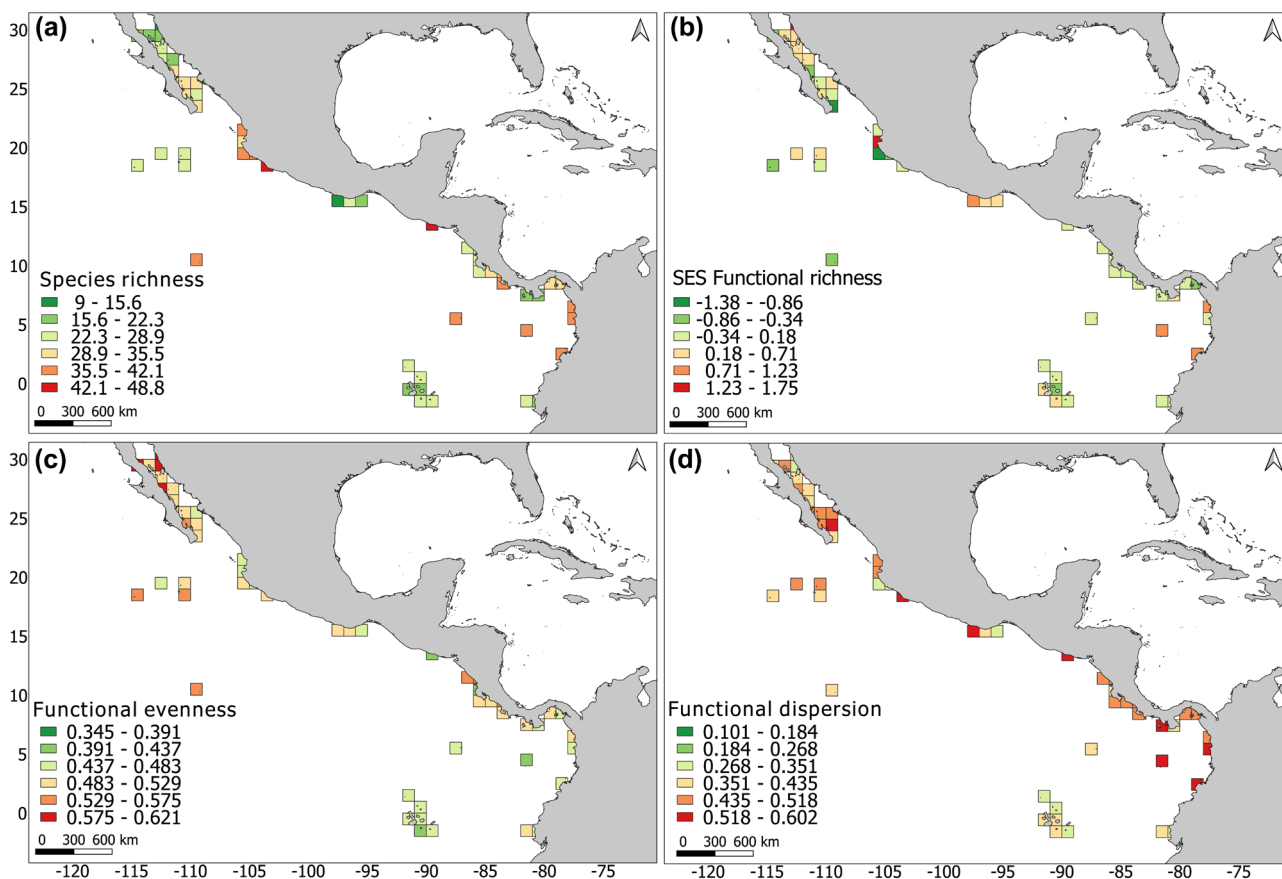 (a)
30
25
20
15
10
5
0
Species richness
9 - 15.6
15.6 - 22.3
22.3 - 28.9
28.9 - 35.5
35.5 - 42.1
42.1 - 48.8
0 300 600 km
(b)
SES Functional richness
-1.38 - -0.86
-0.86 - -0.34
-0.34 - 0.18
0.18 - 0.71
0.71 - 1.23
1.23 - 1.75
0 300 600 km
(c)
30
25
20
15
10
5
0
Functional evenness
0.345 - 0.391
0.391 - 0.437
0.437 - 0.483
0.483 - 0.529
0.529 - 0.575
0.575 - 0.621
0 300 600 km
-120 -115 -110 -105 -100 -95 -90 -85 -80 -75
(d)
Functional dispersion
0.101 - 0.184
0.184 - 0.268
0.268 - 0.351
0.351 - 0.435
0.435 - 0.518
0.518 - 0.602
0 300 600 km
-120 -115 -110 -105 -100 -95 -90 -85 -80 -75